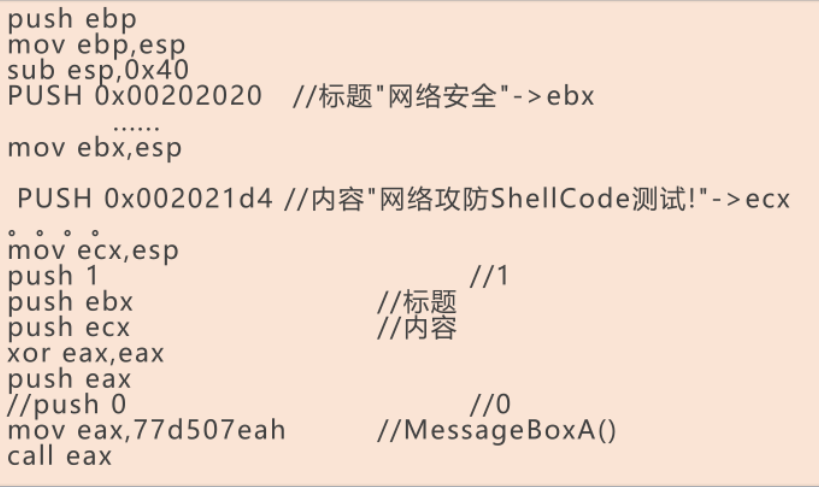 push ebp
mov ebp,esp
sub esp,0x40
PUSH 0x00202020 //标题"网络安全"->ebx
......
mov ebx,esp
PUSH 0x002021d4 //内容"网络攻防ShellCode测试!"->ecx
。。。。
mov ecx,esp
push 1 //1
push ebx //标题
push ecx //内容
xor eax,eax
push eax
//push 0 //0
mov eax,77d507eah //MessageBoxA()
call eax